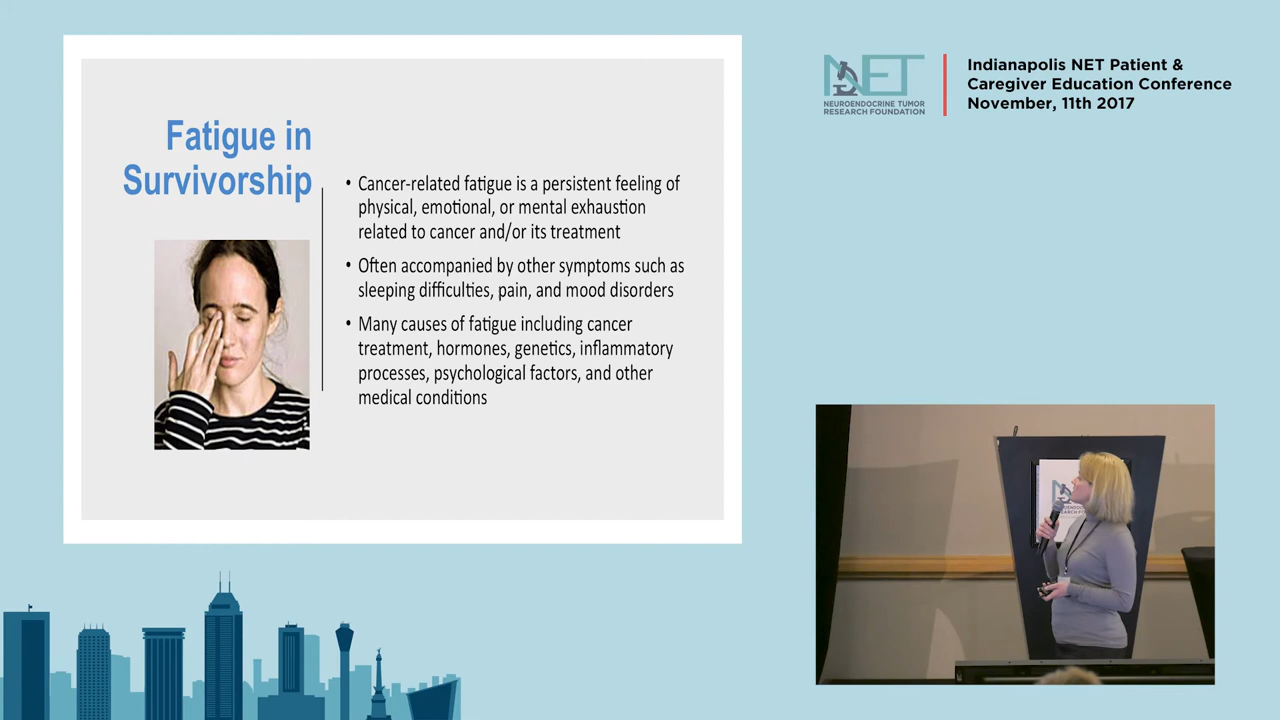 Fatigue in
Survivorship
• Cancer-related fatigue is a persistent feeling of
physical, emotional, or mental exhaustion
related to cancer and/or its treatment
• Often accompanied by other symptoms such as
sleeping difficulties, pain, and mood disorders
• Many causes of fatigue including cancer
treatment, hormones, genetics, inflammatory
processes, psychological factors, and other
medical conditions
NET
NEUROENDOCRINE TUMOR
RESEARCH FOUNDATION
Indianapolis NET Patient &
Caregiver Education Conference
November, 11th 2017